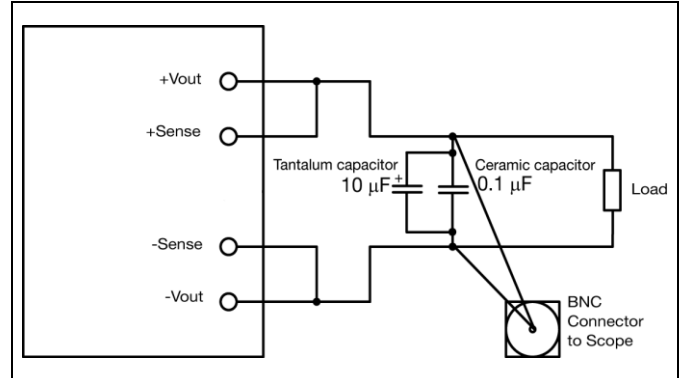 +Vout
+Sense
Tantalum capacitor
10 μF
+
Ceramic capacitor
0.1 μF
Load
-Sense
-Vout
BNC
Connector
to Scope